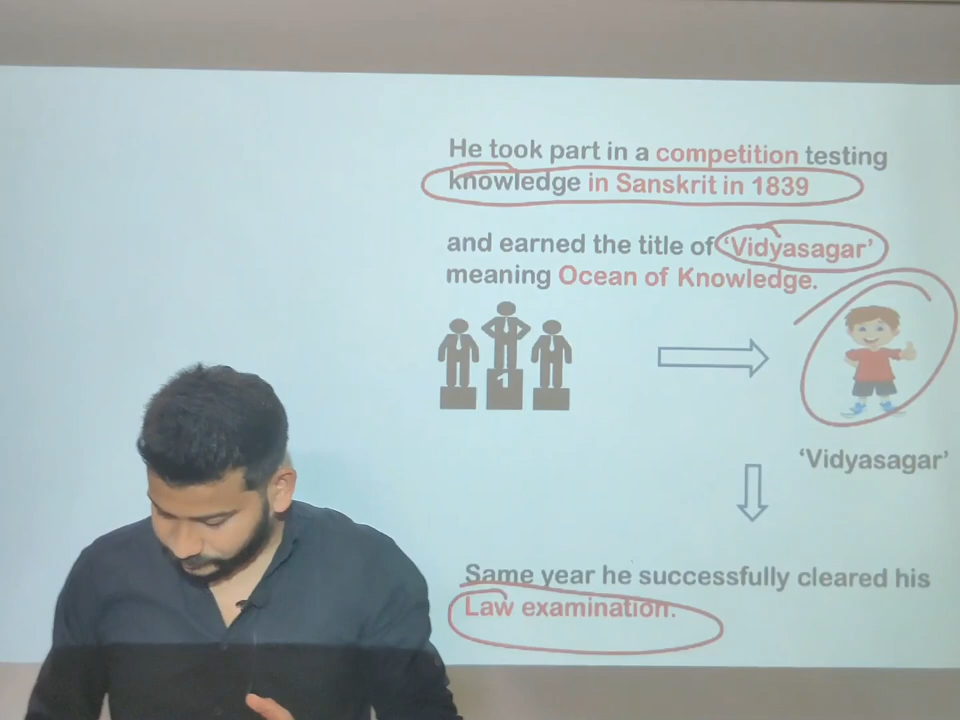 He took part in a competition testing
knowledge in Sanskrit in 1839
and earned the title of ‘Vidyasagar’
meaning Ocean of Knowledge.
1
‘Vidyasagar’
Same year he successfully cleared his
Law examination.